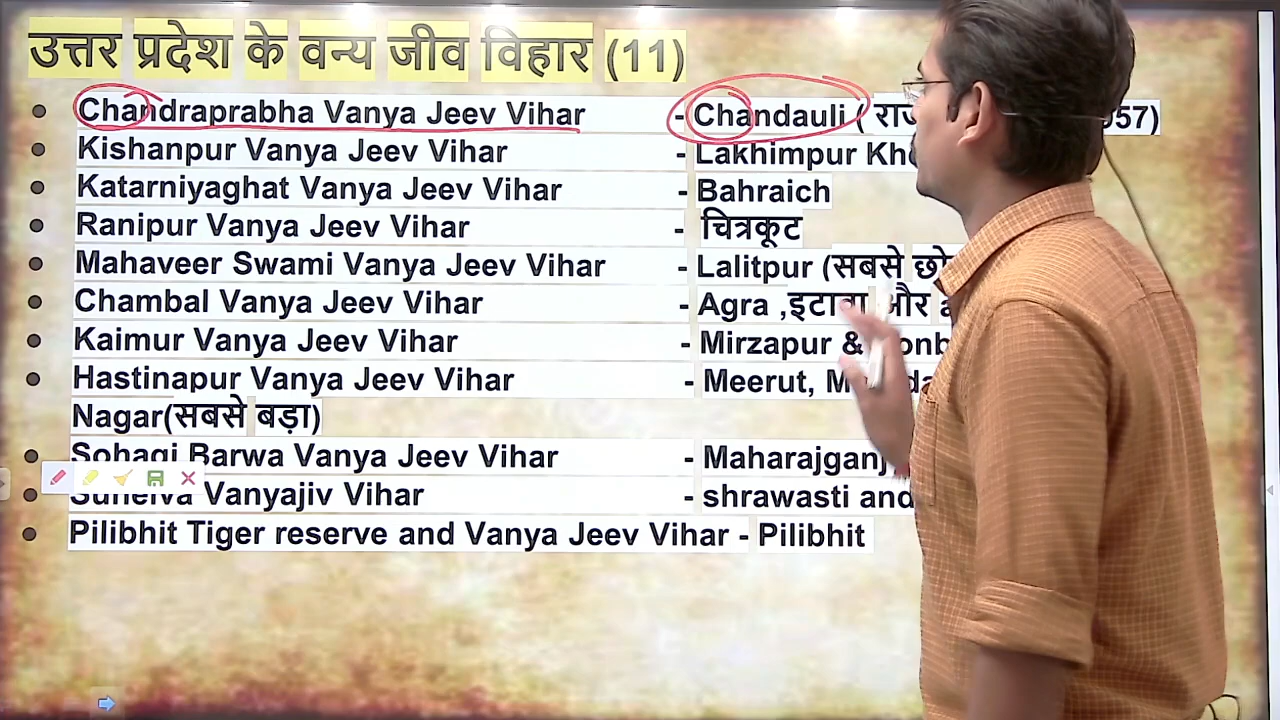 उत्तर प्रदेश के वन्य जीव विहार (11)
Chandraprabha Vanya Jeev Vihar - Chandauli ( 957)
Kishanpur Vanya Jeev Vihar - Lakhimpur
Katarniyaghat Vanya Jeev Vihar - Bahraich
Ranipur Vanya Jeev Vihar - चित्रकूट
Mahaveer Swami Vanya Jeev Vihar - Lalitpur (सबसे
Chambal Vanya Jeev Vihar - Agra ,इटावा और
Kaimur Vanya Jeev Vihar - Mirzapur &
Hastinapur Vanya Jeev Vihar - Meerut,
Nagar(सबसे बड़ा)
Sohagi Barwa Vanya Jeev Vihar - Maharajganj
Vanyajiv Vihar - shrawasti and
Pilibhit Tiger reserve and Vanya Jeev Vihar - Pilibhit